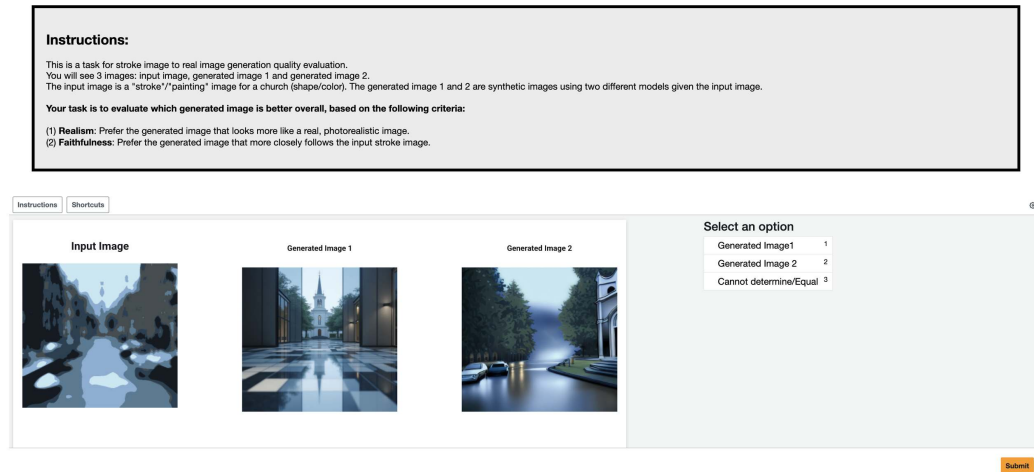 Instructions:
This is a task for stroke image to real image generation quality evaluation.
You will see 3 images: input image, generated image 1 and generated image 2.
The input image is a "stroke"/"painting" image for a church (shape/color). The generated image 1 and 2 are synthetic images using two different models given the input image.
Your task is to evaluate which generated image is better overall, based on the following criteria:
(1) Realism: Prefer the generated image that looks more like a real, photorealistic image.
(2) Faithfulness: Prefer the generated image that more closely follows the input stroke image.
Instructions
Shortcuts
Input Image
Generated Image 1
Generated Image 2
Select an option
Generated Image1 1
Generated Image 2 2
Cannot determine/Equal 3
Submit